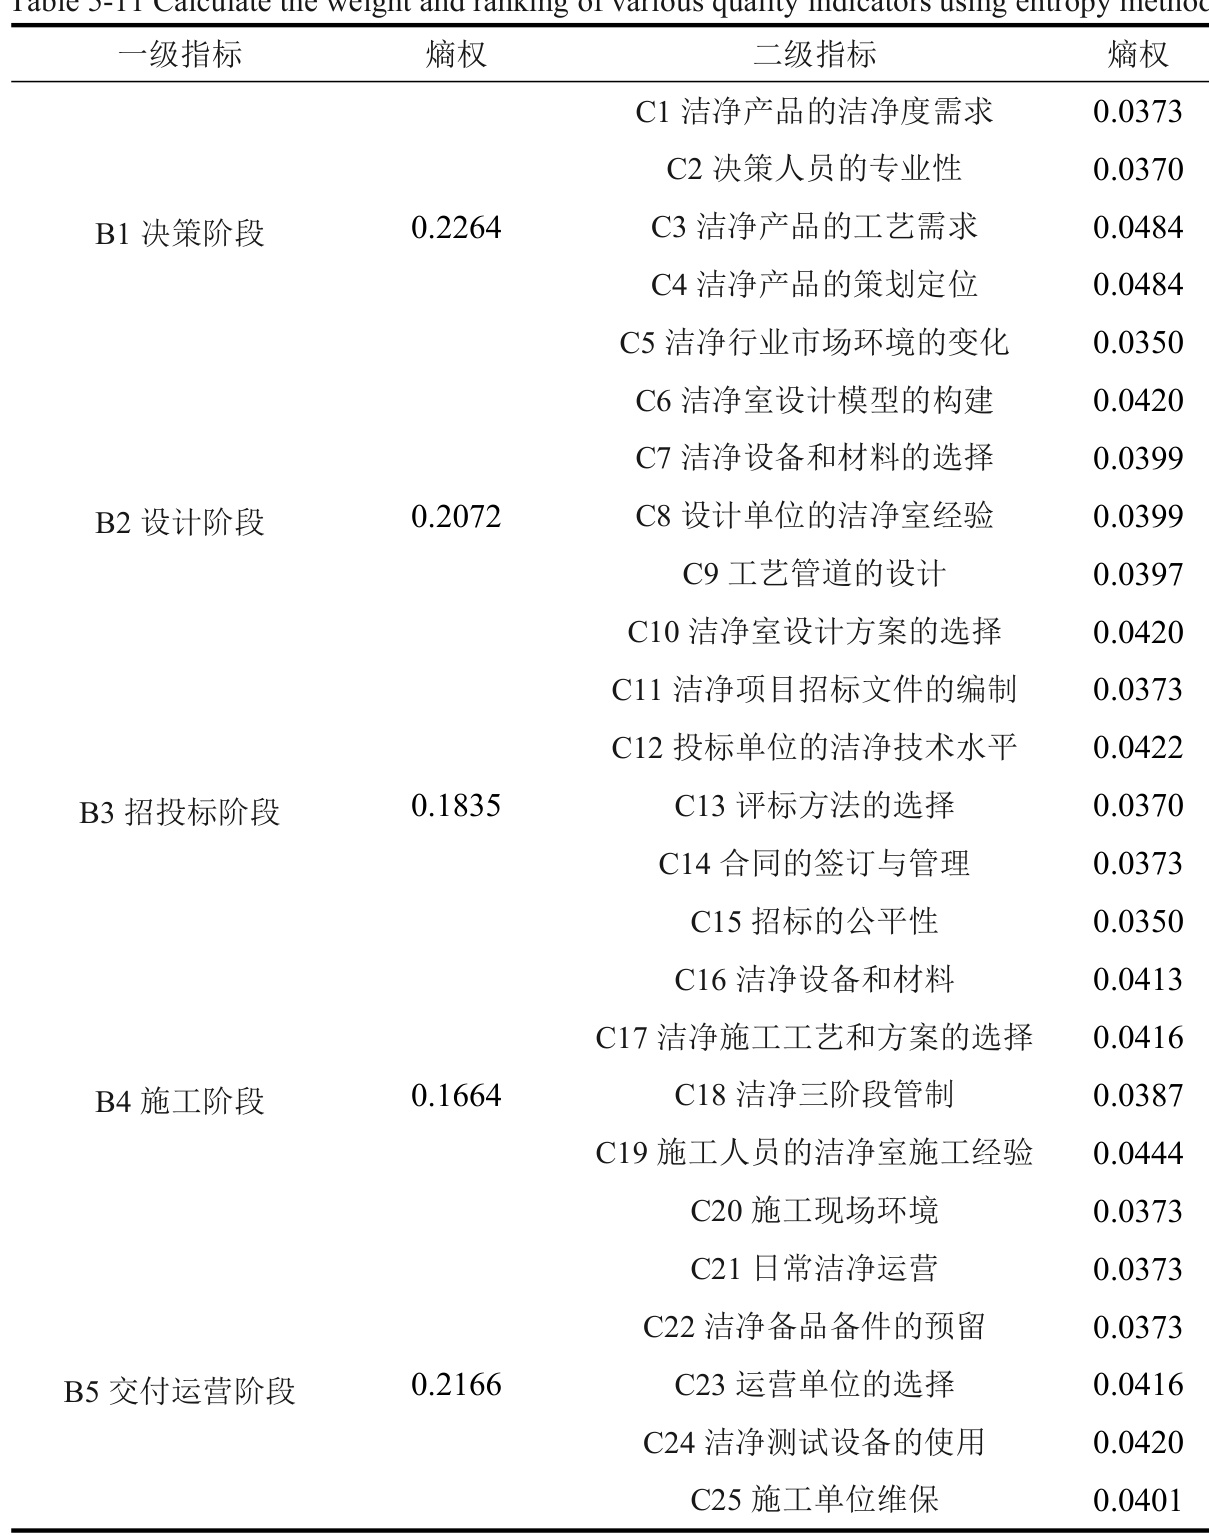 Table 5-11 Calculate the weight and ranking of various quality indicators using entropy method
一级指标 熵权 二级指标 熵权
C1 洁净产品的洁净度需求 0.0373
C2 决策人员的专业性 0.0370
B1 决策阶段 0.2264 C3 洁净产品的工艺需求 0.0484
C4 洁净产品的策划定位 0.0484
C5 洁净行业市场环境的变化 0.0350
C6 洁净室设计模型的构建 0.0420
C7 洁净设备和材料的选择 0.0399
B2 设计阶段 0.2072 C8 设计单位的洁净室经验 0.0399
C9 工艺管道的设计 0.0397
C10 洁净室设计方案的选择 0.0420
C11 洁净项目招标文件的编制 0.0373
C12 投标单位的洁净技术水平 0.0422
B3 招投标阶段 0.1835 C13 评标方法的选择 0.0370
C14 合同的签订与管理 0.0373
C15 招标的公平性 0.0350
C16 洁净设备和材料 0.0413
C17 洁净施工工艺和方案的选择 0.0416
B4 施工阶段 0.1664 C18 洁净三阶段管制 0.0387
C19 施工人员的洁净室施工经验 0.0444
C20 施工现场环境 0.0373
C21 日常洁净运营 0.0373
C22 洁净备品备件的预留 0.0373
B5 交付运营阶段 0.2166 C23 运营单位的选择 0.0416
C24 洁净测试设备的使用 0.0420
C25 施工单位维保 0.0401